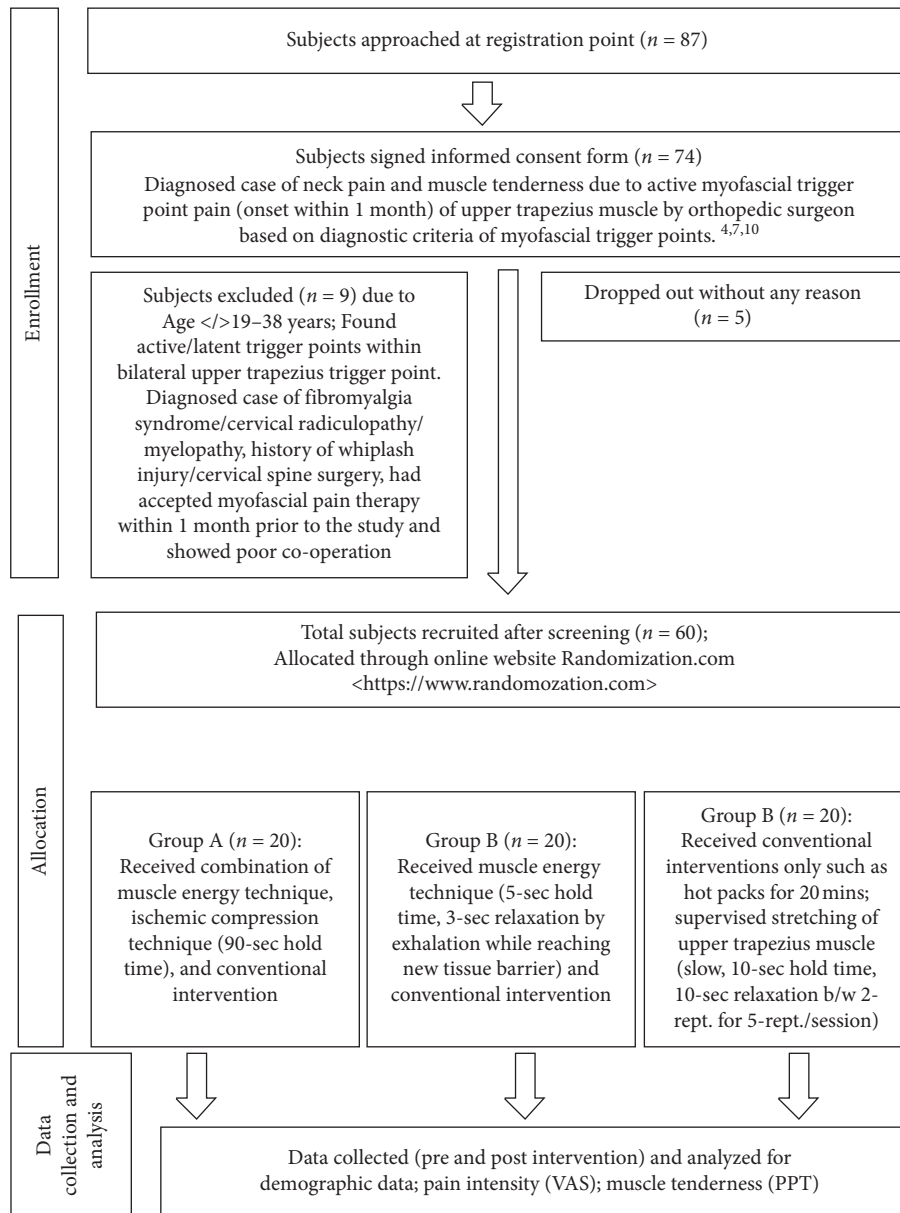 Enrollment
Subjects approached at registration point (n = 87)
Subjects signed informed consent form (n = 74)
Diagnosed case of neck pain and muscle tenderness due to active myofascial trigger
point pain (onset within 1 month) of upper trapezius muscle by orthopedic surgeon
based on diagnostic criteria of myofascial trigger points. 4,7,10
Subjects excluded (n = 9) due to
Age </>19–38 years; Found
active/latent trigger points within
bilateral upper trapezius trigger point.
Diagnosed case of fibromyalgia
syndrome/cervical radiculopathy/
myelopathy, history of whiplash
injury/cervical spine surgery, had
accepted myofascial pain therapy
within 1 month prior to the study and
showed poor co-operation
Dropped out without any reason
(n = 5)
Allocation
Total subjects recruited after screening (n = 60);
Allocated through online website Randomization.com
<https://www.randomozation.com>
Group A (n = 20):
Received combination of
muscle energy technique,
ischemic compression
technique (90-sec hold
time), and conventional
intervention
Group B (n = 20):
Received muscle energy
technique (5-sec hold
time, 3-sec relaxation by
exhalation while reaching
new tissue barrier) and
conventional intervention
Group B (n = 20):
Received conventional
interventions only such as
hot packs for 20 mins;
supervised stretching of
upper trapezius muscle
(slow, 10-sec hold time,
10-sec relaxation b/w 2-
rept. for 5-rept./session)
Data
collection and
analysis
Data collected (pre and post intervention) and analyzed for
demographic data; pain intensity (VAS); muscle tenderness (PPT)